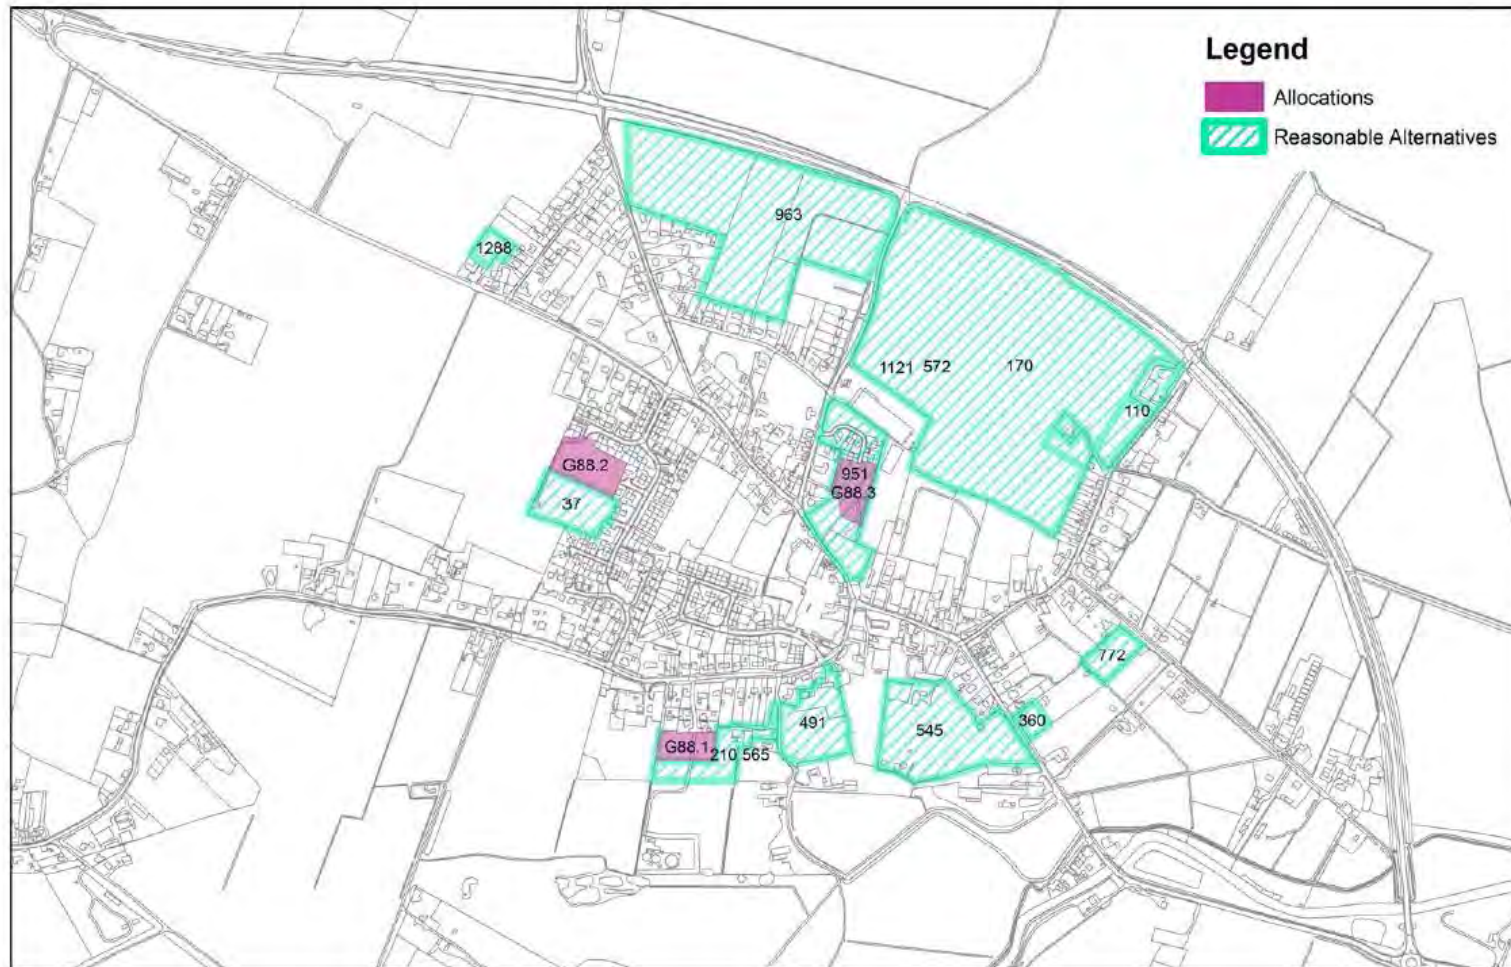 Legend
Allocations
Reasonable Alternatives
963
1288
1121 572 170
110
G88.2
951
G88.3
37
772
491
545
360
G88.1
210 565